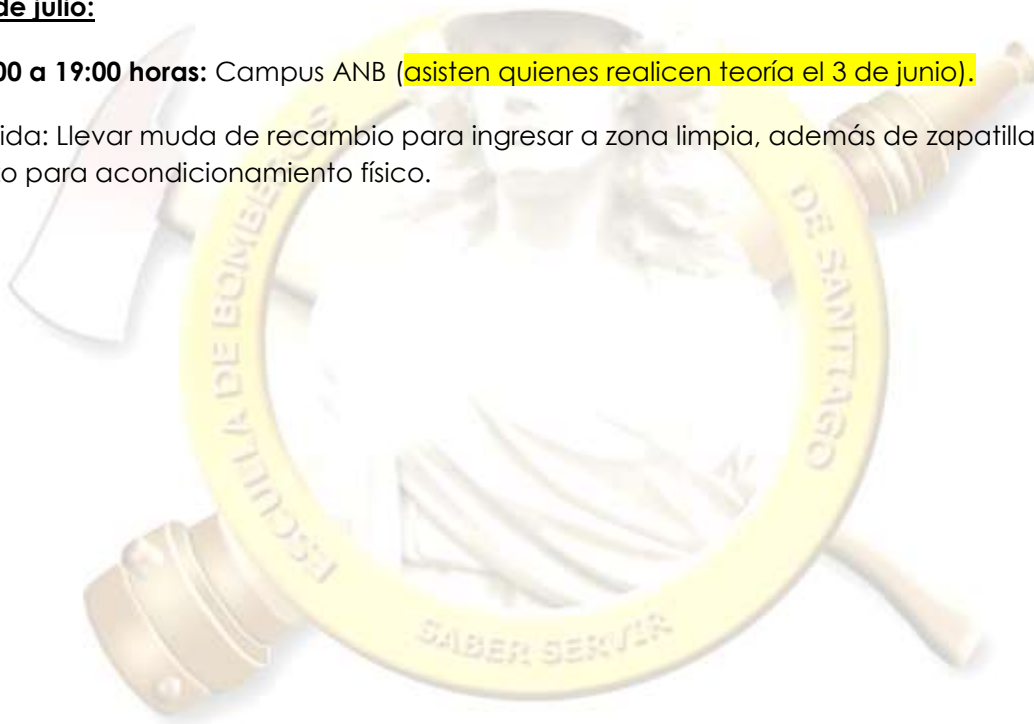 de julio:
00 a 19:00 horas: Campus ANB (asisten quienes realicen teoría el 3 de junio).
ida: Llevar muda de recambio para ingresar a zona limpia, además de zapatilla
o para acondicionamiento físico.
ESCUELA DE BOMBEROS
DE SANTIAGO
SABER SERVIR